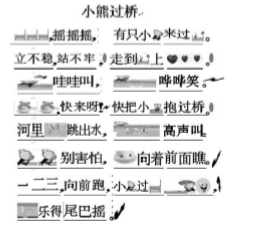 小熊过桥
,摇摇摇, 有只小来过。
立不稳,站不牢, 走到上
哇哇叫, 哗哗笑。
,快来呀! 快把小抱过桥。
河里跳出水, 高声叫。
别害怕, 向着前面瞧。
一二三,向前跑, 小过,
乐得尾巴摇。